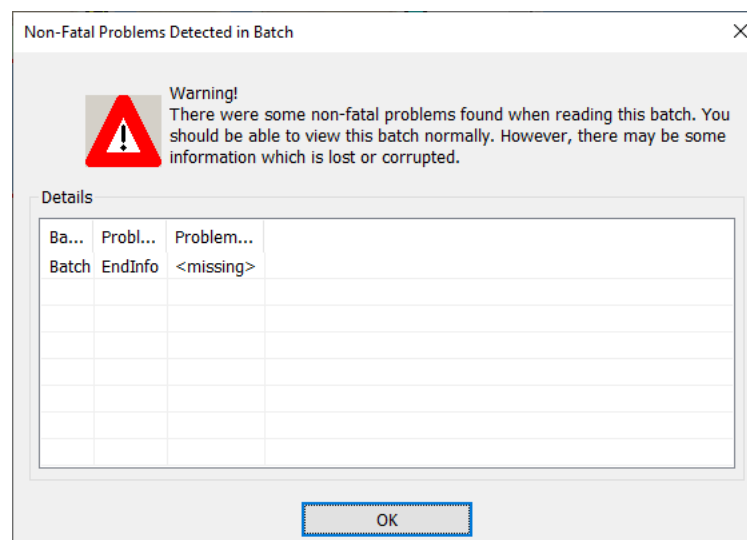 Non-Fatal Problems Detected in Batch
Warning!
There were some non-fatal problems found when reading this batch. You
should be able to view this batch normally. However, there may be some
information which is lost or corrupted.
Details
Ba... Probl... Problem...
Batch EndInfo <missing>
OK